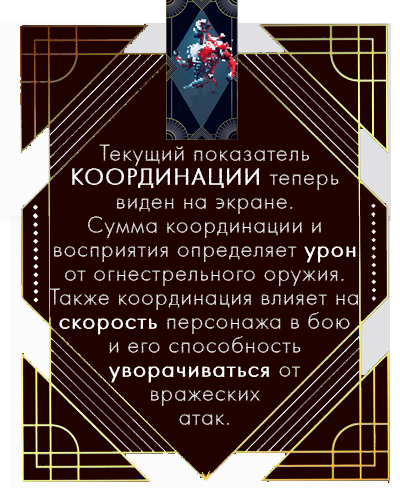 Текущий показатель
КООРДИНАЦИИ теперь
виден на экране.
Сумма координации и
восприятия определяет урон
от огнестрельного оружия.
Также координация влияет на
скорость персонажа в бою
и его способность
уворачиваться от
вражеских
атак.